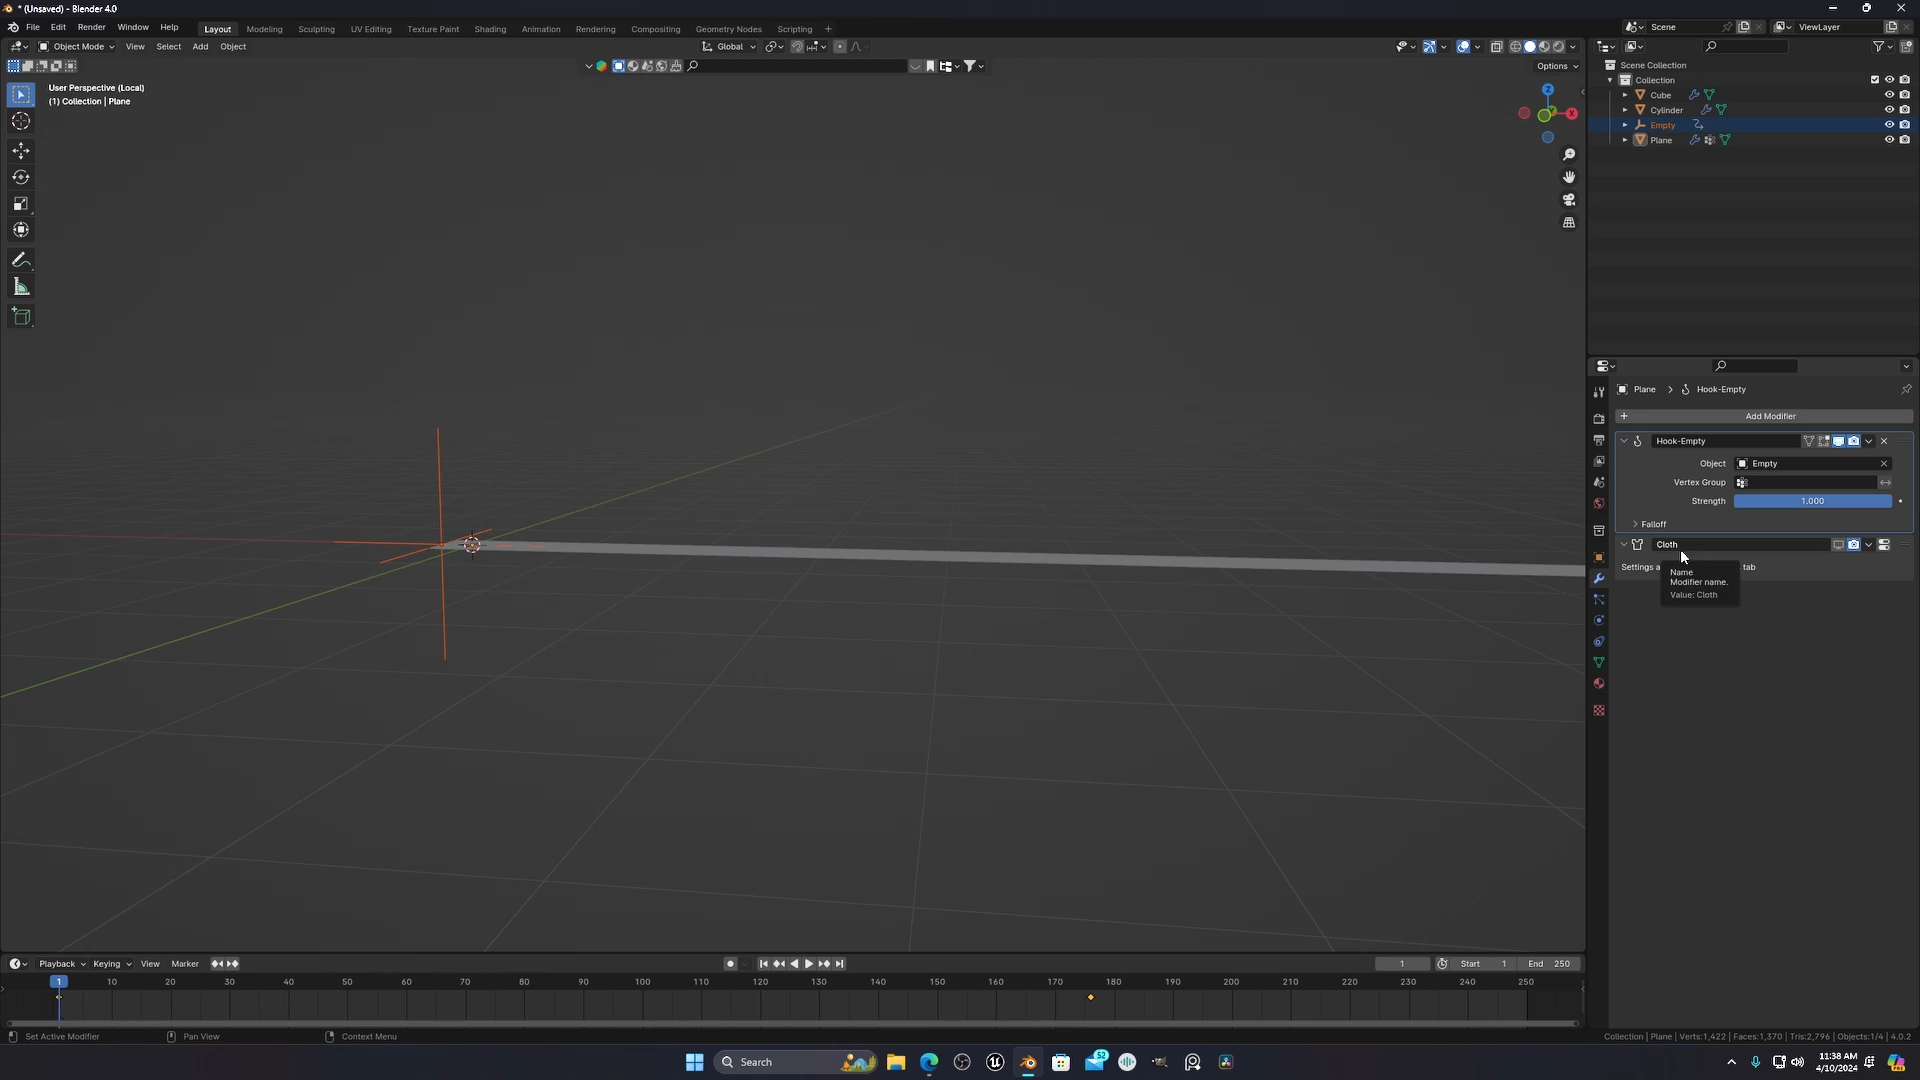 * (Unsaved) - Blender 4.0
File Edit Render Window Help Layout Modeling Sculpting UV Editing Texture Paint Shading Animation Rendering Compositing Geometry Nodes Scripting + Scene ViewLayer
Object Mode View Select Add Object Global
Options
User Perspective (Local)
(1) Collection | Plane
Z
X
Scene Collection
Collection
Cube
Cylinder
Empty
Plane
Plane > Hook-Empty
+ Add Modifier
Hook-Empty
Object Empty
Vertex Group
Strength 1.000
Falloff
Cloth
Settings a tab
Name
Modifier name.
Value: Cloth
Playback Keying View Marker 1 Start 1 End 250
1 10 20 30 40 50 60 70 80 90 100 110 120 130 140 150 160 170 180 190 200 210 220 230 240 250
Set Active Modifier Pan View Context Menu Collection | Plane | Verts:1,422 | Faces:1,370 | Tris:2,796 | Objects:1/4 | 4.0.2
Search 52 11:38 AM
4/10/2024